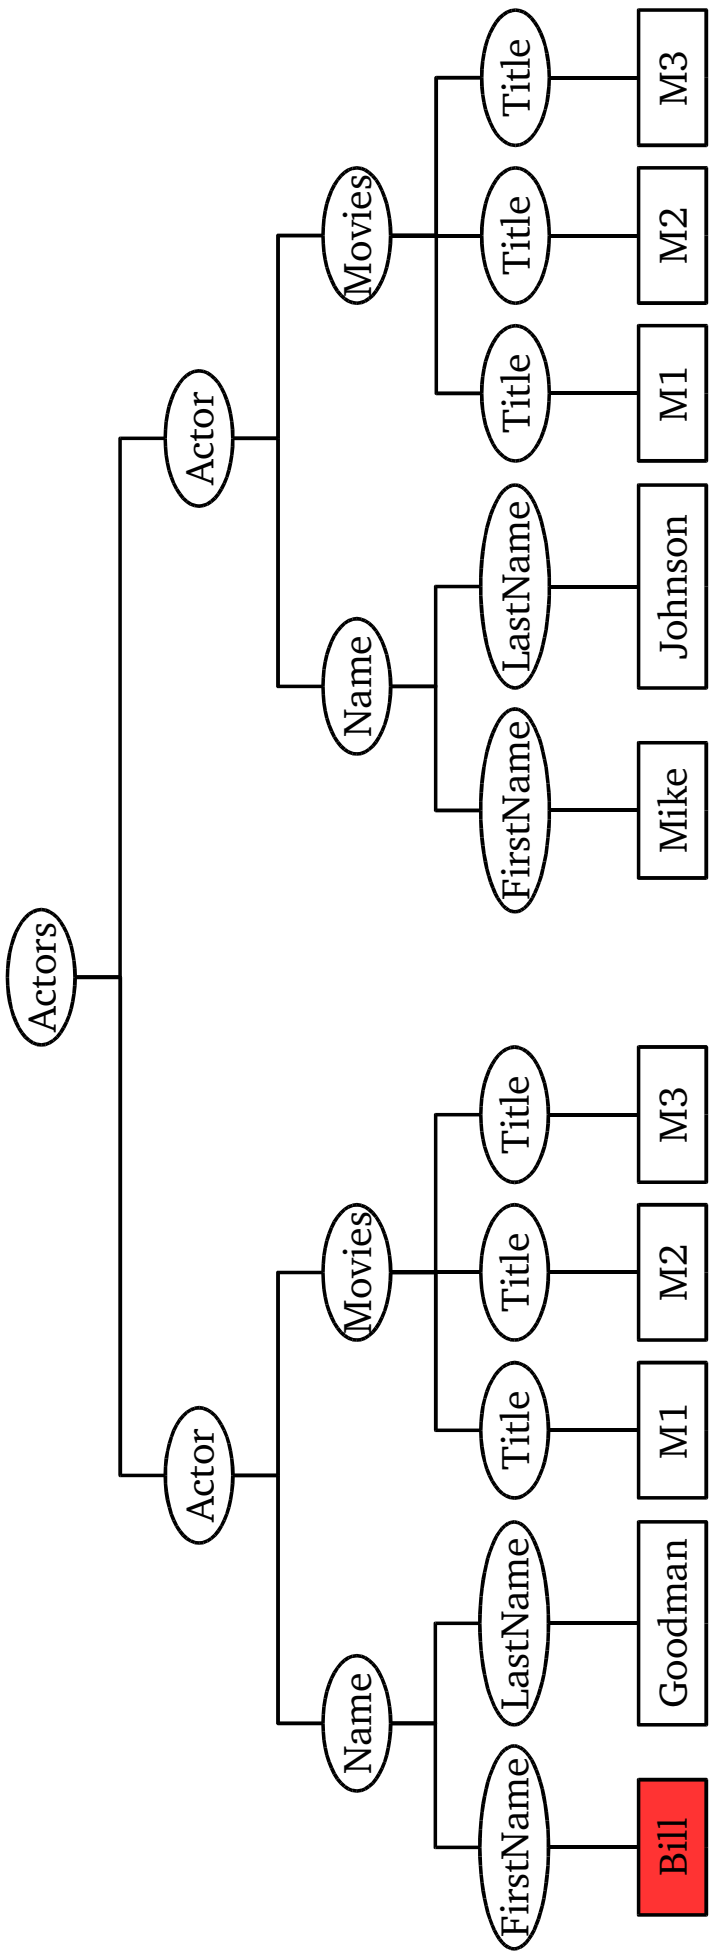 Actors
Actor
Actor
Name
Movies
Name
Movies
FirstName
LastName
Title
Title
Title
FirstName
LastName
Title
Title
Title
Bill
Goodman
M1
M2
M3
Mike
Johnson
M1
M2
M3